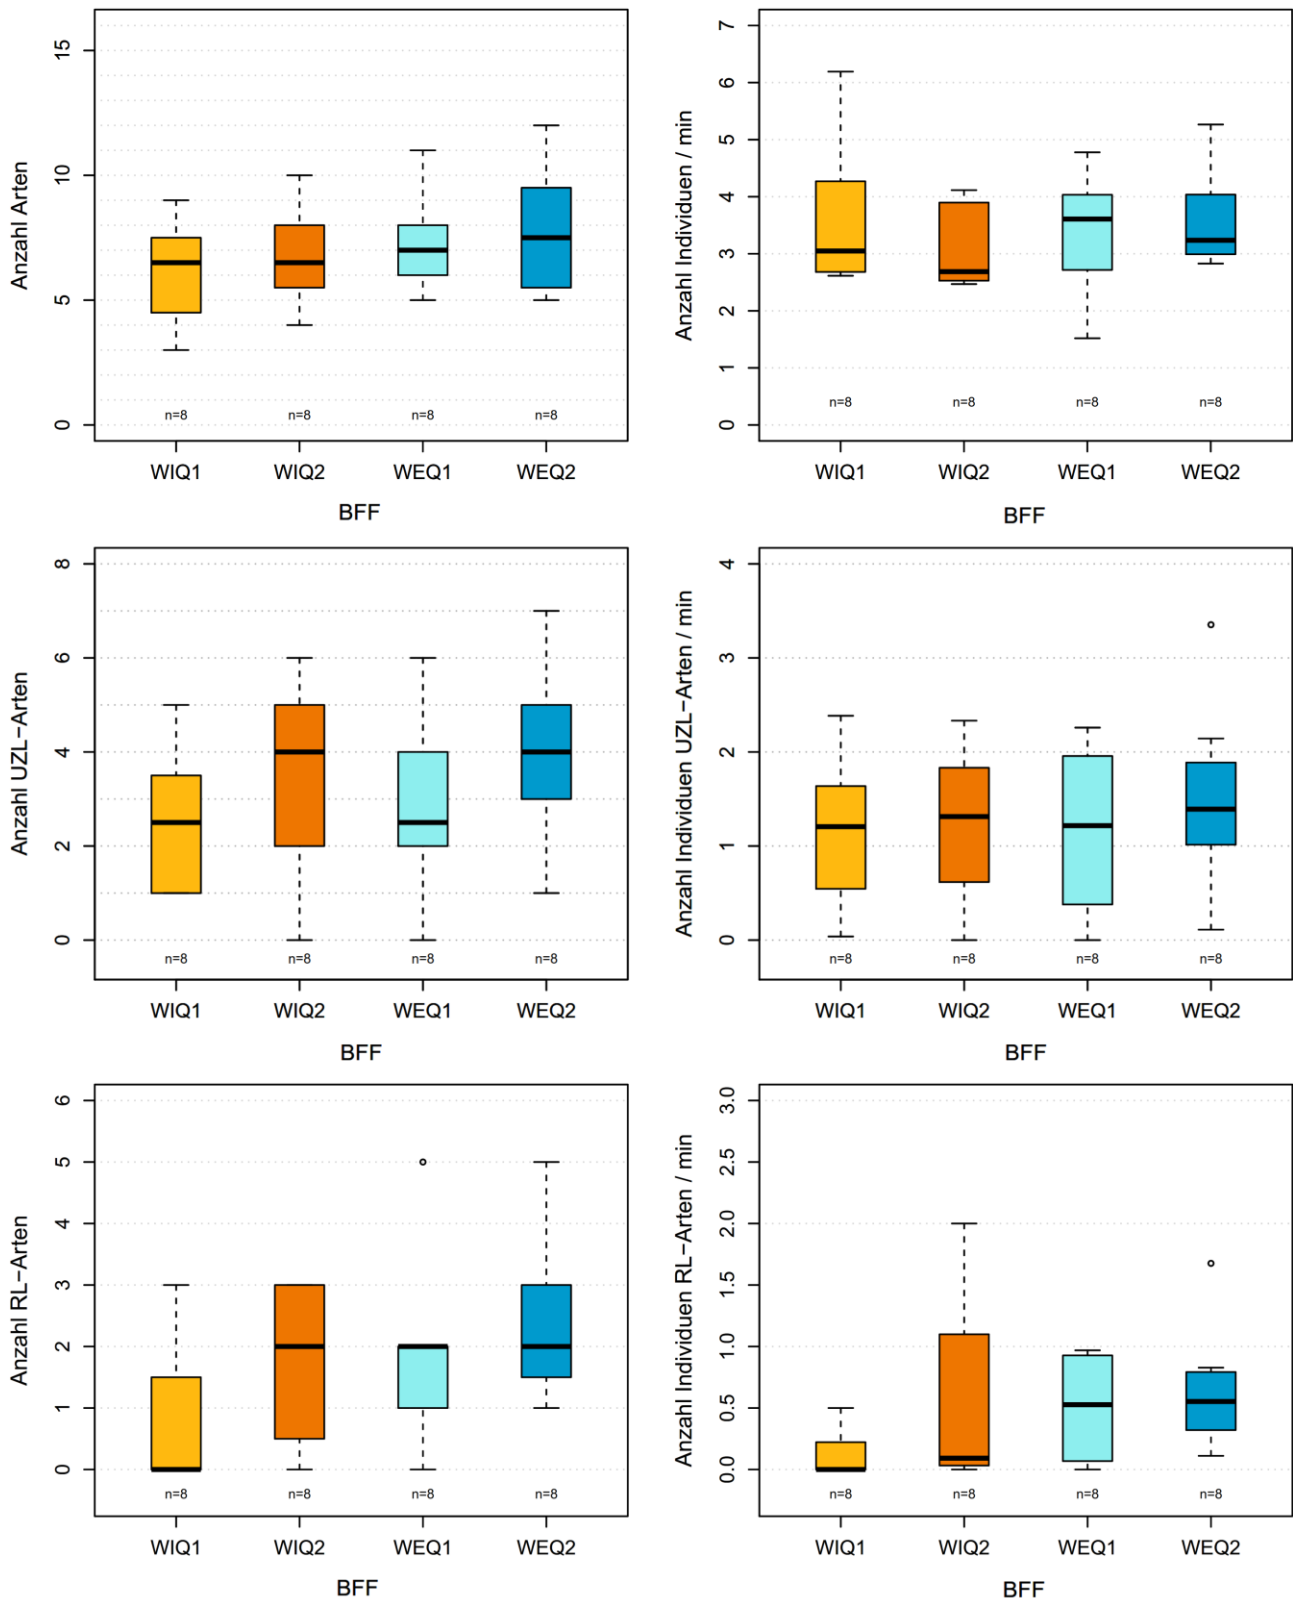 Anzahl Arten
15
10
5
0
n=8 n=8 n=8 n=8
WIQ1 WIQ2 WEQ1 WEQ2
BFF
Anzahl Individuen / min
7
6
5
4
3
2
1
0
n=8 n=8 n=8 n=8
WIQ1 WIQ2 WEQ1 WEQ2
BFF
Anzahl UZL−Arten
8
6
4
2
0
n=8 n=8 n=8 n=8
WIQ1 WIQ2 WEQ1 WEQ2
BFF
Anzahl Individuen UZL−Arten / min
4
3
2
1
0
n=8 n=8 n=8 n=8
WIQ1 WIQ2 WEQ1 WEQ2
BFF
Anzahl RL−Arten
6
5
4
3
2
1
0
n=8 n=8 n=8 n=8
WIQ1 WIQ2 WEQ1 WEQ2
BFF
Anzahl Individuen RL−Arten / min
3.0
2.5
2.0
1.5
1.0
0.5
0.0
n=8 n=8 n=8 n=8
WIQ1 WIQ2 WEQ1 WEQ2
BFF